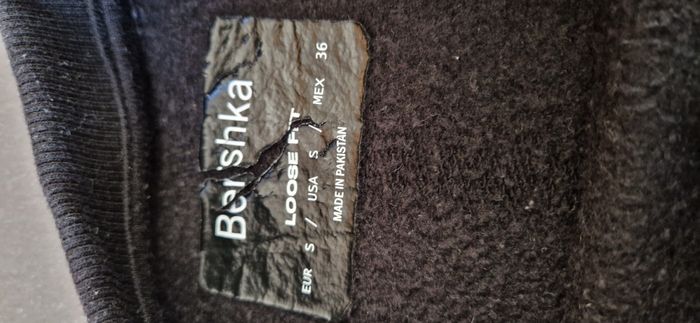 Bershka
LOOSE FIT
EUR S / USA S / MEX 36
MADE IN PAKISTAN